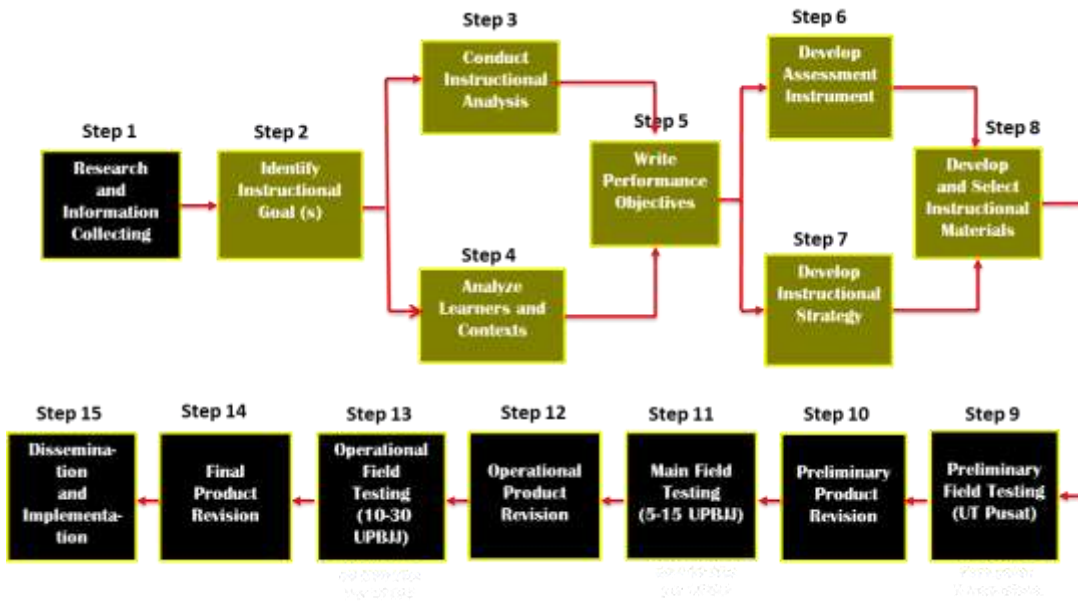 Step 1
Research
and
Information
Collecting
Step 2
Identify
Instructional
Goal (s)
Step 3
Conduct
Instructional
Analysis
Step 4
Analyze
Learners and
Contexts
Step 5
Write
Performance
Objectives
Step 6
Develop
Assessment
Instrument
Step 7
Develop
Instructional
Strategy
Step 8
Develop
and Select
Instructional
Materials
Step 9
Preliminary
Field Testing
(UT Pusat)
Step 10
Preliminary
Product
Revision
Step 11
Main Field
Testing
(5-15 UPBJJ)
Step 12
Operational
Product
Revision
Step 13
Operational
Field
Testing
(10-30
UPBJJ)
Step 14
Final
Product
Revision
Step 15
Dissemina-
tion
and
Implementa-
tion